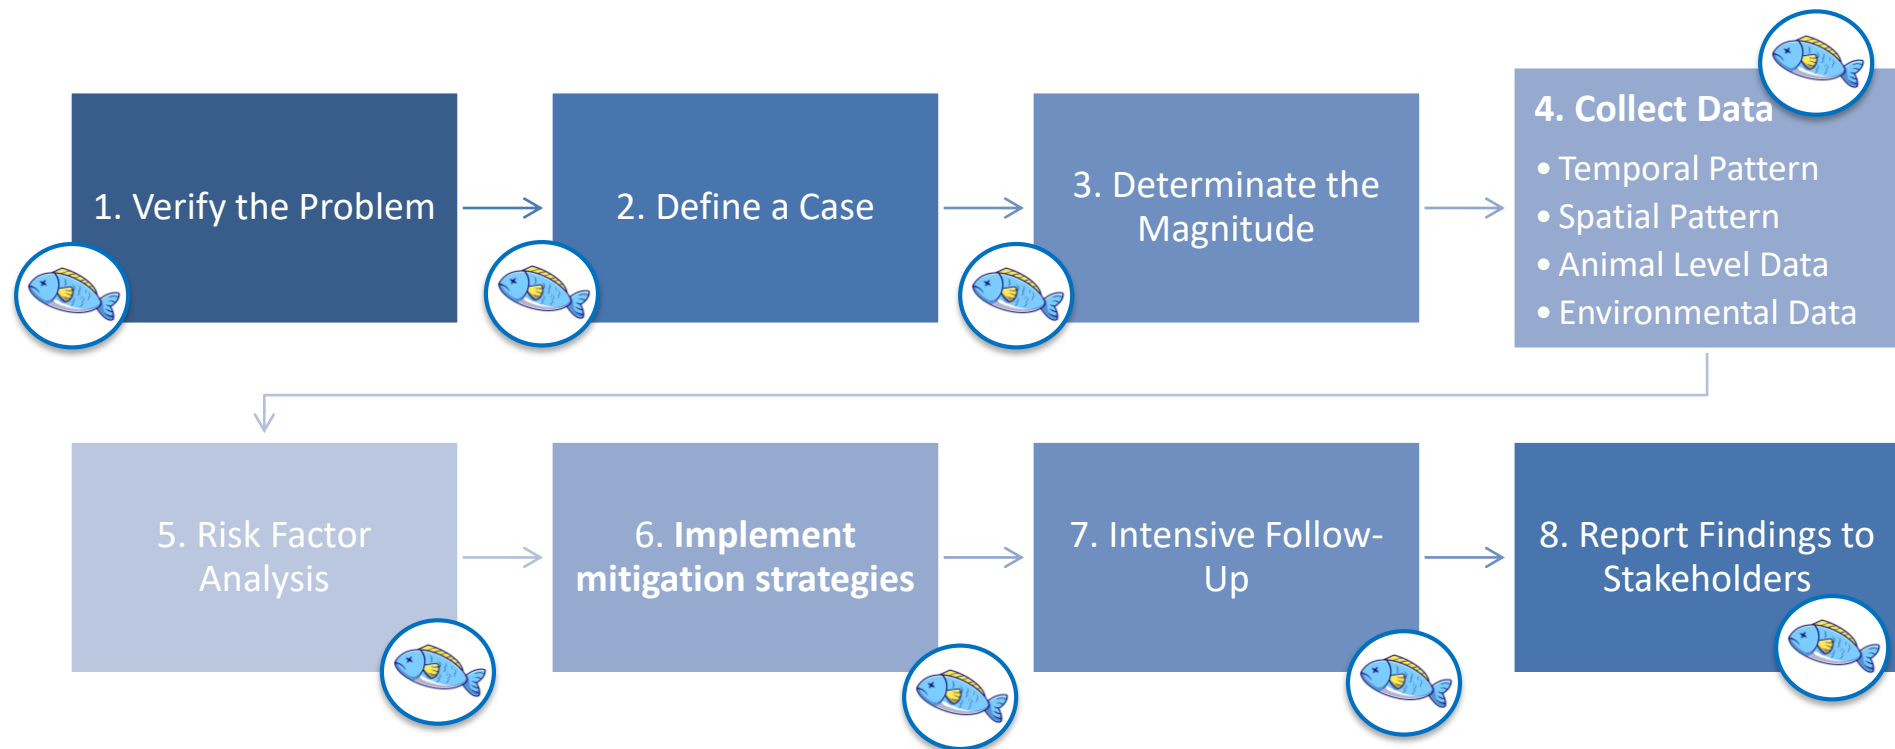 1. Verify the Problem
2. Define a Case
3. Determinate the
Magnitude
4. Collect Data
• Temporal Pattern
• Spatial Pattern
• Animal Level Data
• Environmental Data
5. Risk Factor
Analysis
6. Implement
mitigation strategies
7. Intensive Follow-
Up
8. Report Findings to
Stakeholders